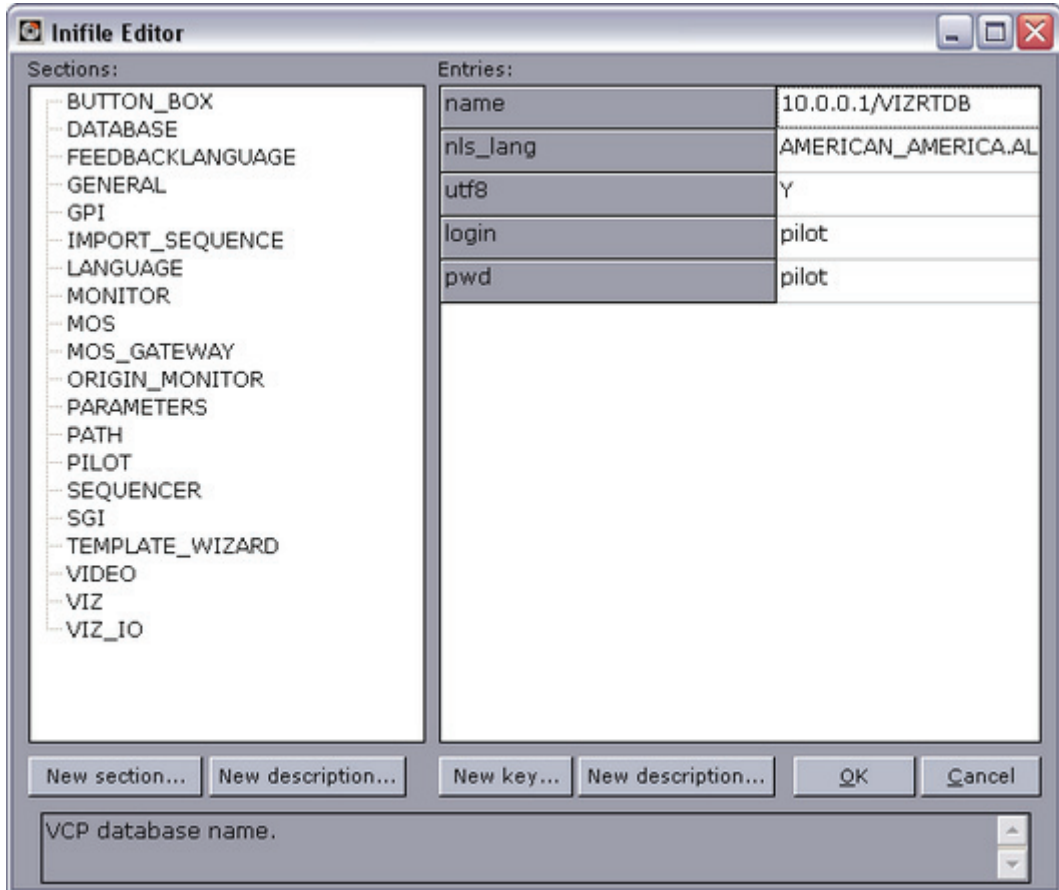 Inifile Editor
Sections:
BUTTON_BOX
DATABASE
FEEDBACKLANGUAGE
GENERAL
GPI
IMPORT_SEQUENCE
LANGUAGE
MONITOR
MOS
MOS_GATEWAY
ORIGIN_MONITOR
PARAMETERS
PATH
PILOT
SEQUENCER
SGI
TEMPLATE_WIZARD
VIDEO
VIZ
VIZ_IO
Entries:
name 10.0.0.1/VIZRTDB
nls_lang AMERICAN_AMERICA.AL
utf8 Y
login pilot
pwd pilot
New section... New description... New key... New description... OK Cancel
VCP database name.